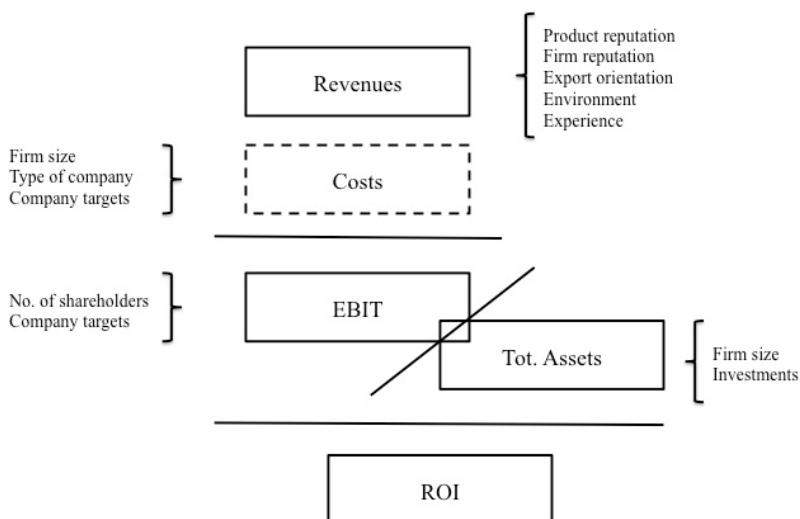 Product reputation
Firm reputation
Export orientation
Environment
Experience
Revenues
Firm size
Type of company
Company targets
Costs
No. of shareholders
Company targets
EBIT
Tot. Assets
Firm size
Investments
ROI